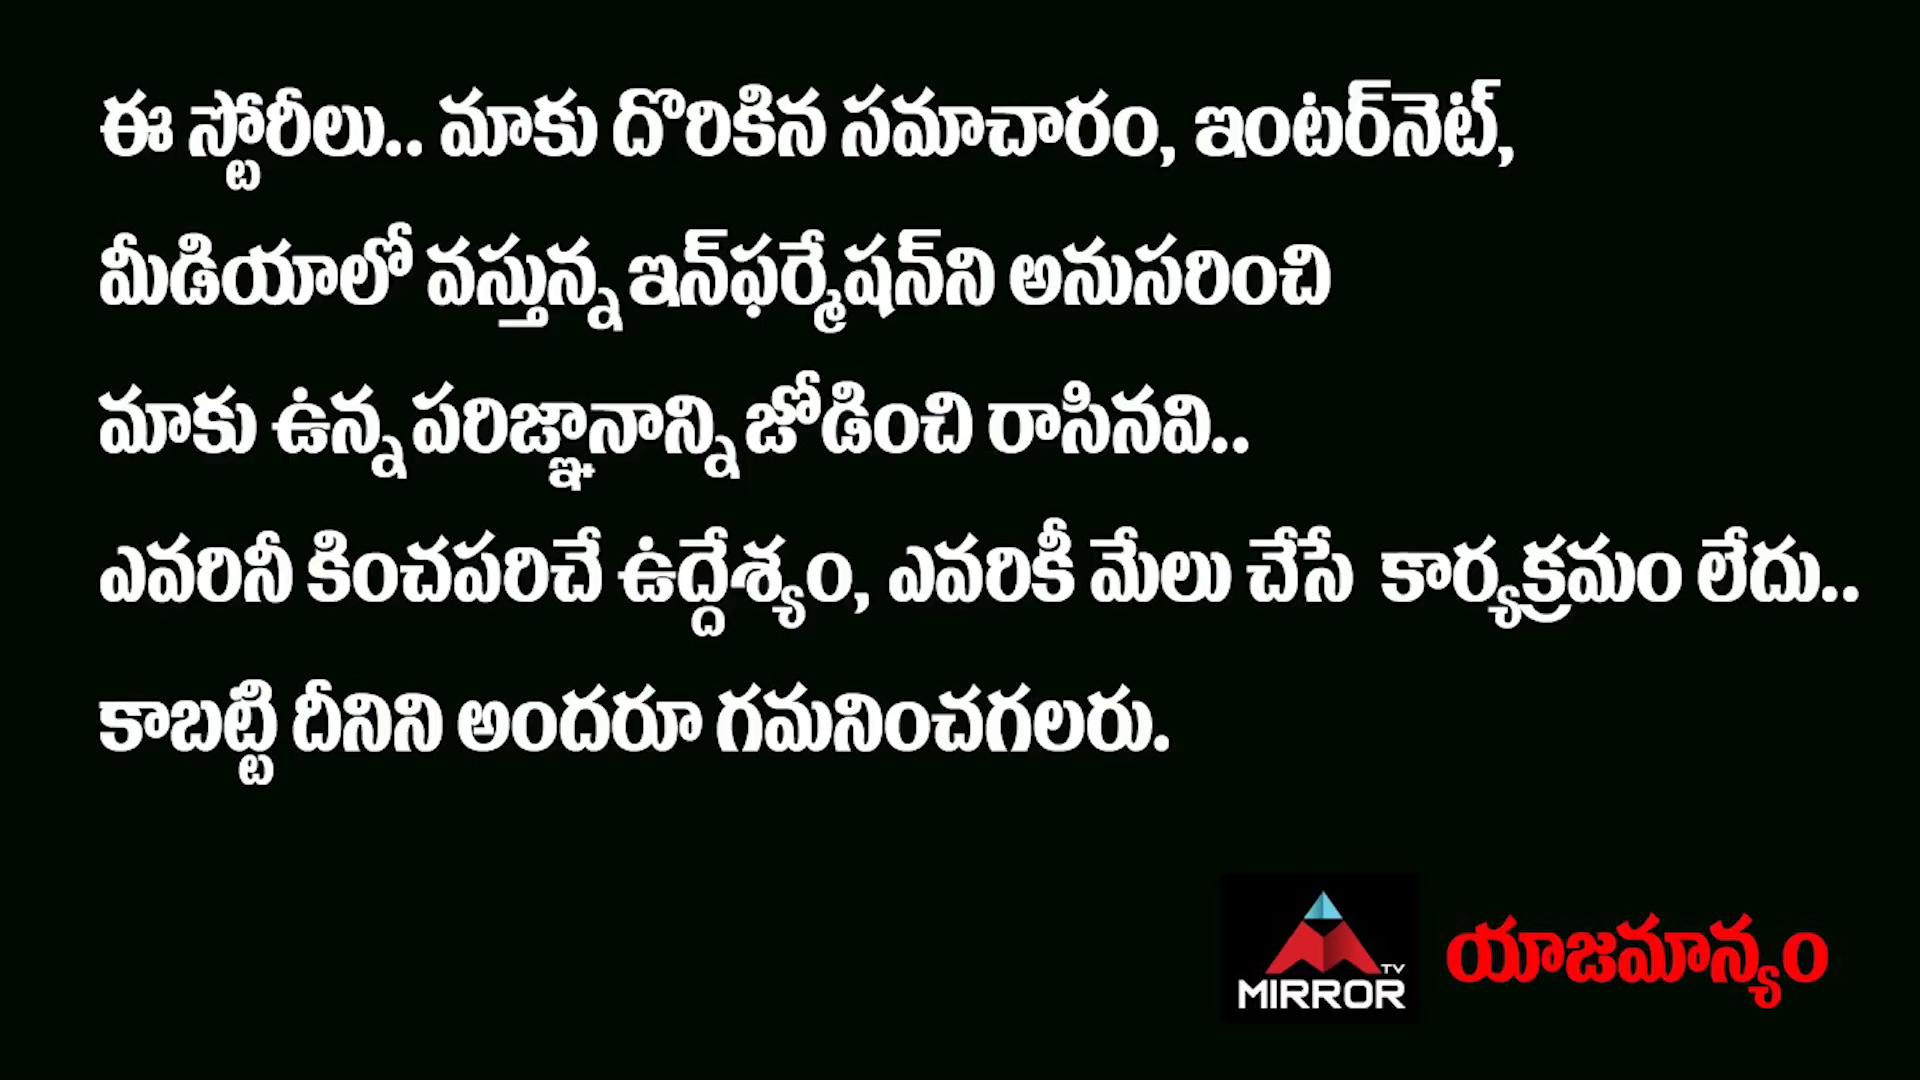 ఈ స్టోరీలు.. మాకు దొరికిన సమాచారం, ఇంటర్‌నెట్,
మీడియాలో వస్తున్న ఇన్‌ఫర్మేషన్‌ని అనుసరించి
మాకు ఉన్న పరిజ్ఞానాన్ని జోడించి రాసినవి..
ఎవరినీ కించపరిచే ఉద్దేశ్యం, ఎవరికీ మేలు చేసే కార్యక్రమం లేదు..
కాబట్టి దీనిని అందరూ గమనించగలరు.
TV
MIRROR
యాజమాన్యం